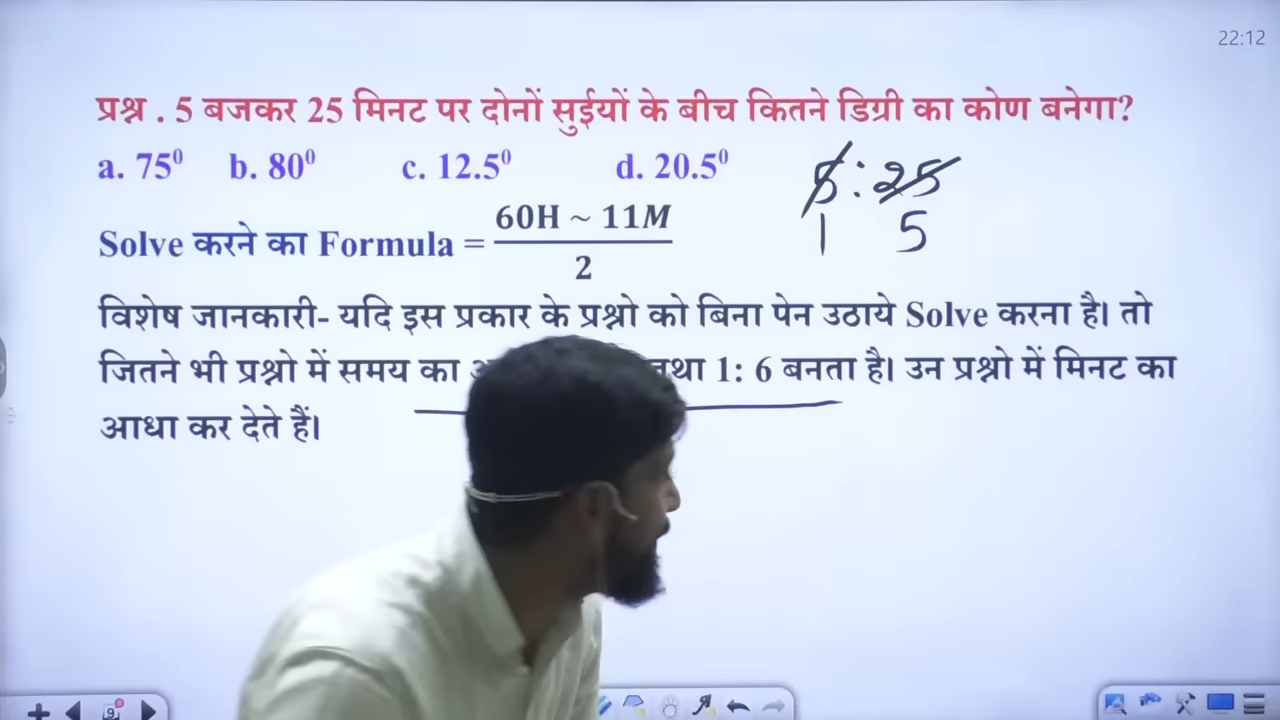 22:12
प्रश्न . 5 बजकर 25 मिनट पर दोनों सुईयों के बीच कितने डिग्री का कोण बनेगा?
a. 75⁰ b. 80⁰ c. 12.5⁰ d. 20.5⁰
5 : 25
1 5
Solve करने का Formula = 60H ~ 11M / 2
विशेष जानकारी- यदि इस प्रकार के प्रश्नो को बिना पेन उठाये Solve करना है। तो
जितने भी प्रश्नो में समय का तथा 1: 6 बनता है। उन प्रश्नो में मिनट का
आधा कर देते हैं।
9